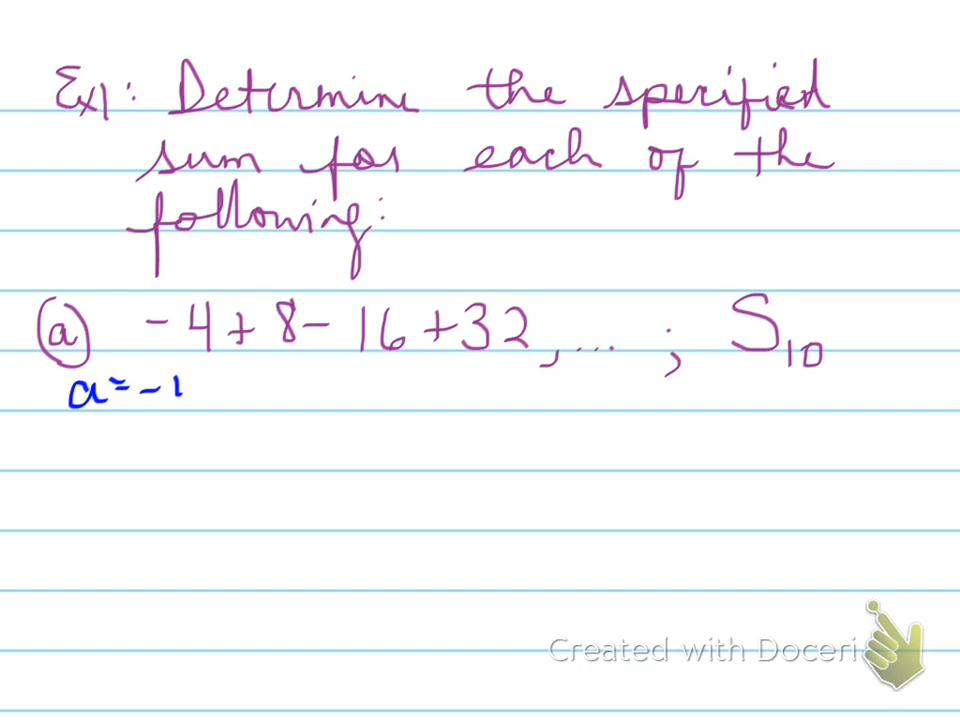 Ex1: Determine the specified
sum for each of the
following:
(a) -4+8-16+32,... ; S10
a=-1
Created with Doceri